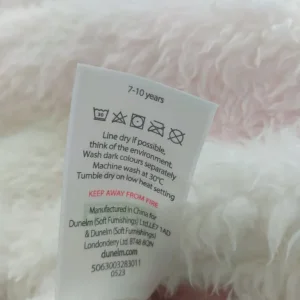 7-10 years
Line dry if possible,
think of the environment,
Wash dark colours separately
Machine wash at 30°C
Tumble dry on low heat setting
KEEP AWAY FROM FIRE
Manufactured in China for
Dunelm (Soft Furnishings) Ltd,LE7 1AD
& Dunelm (Soft Furnishings)
Londonderry Ltd. BT48 8QN
dunelm.com
5063003283011
0523